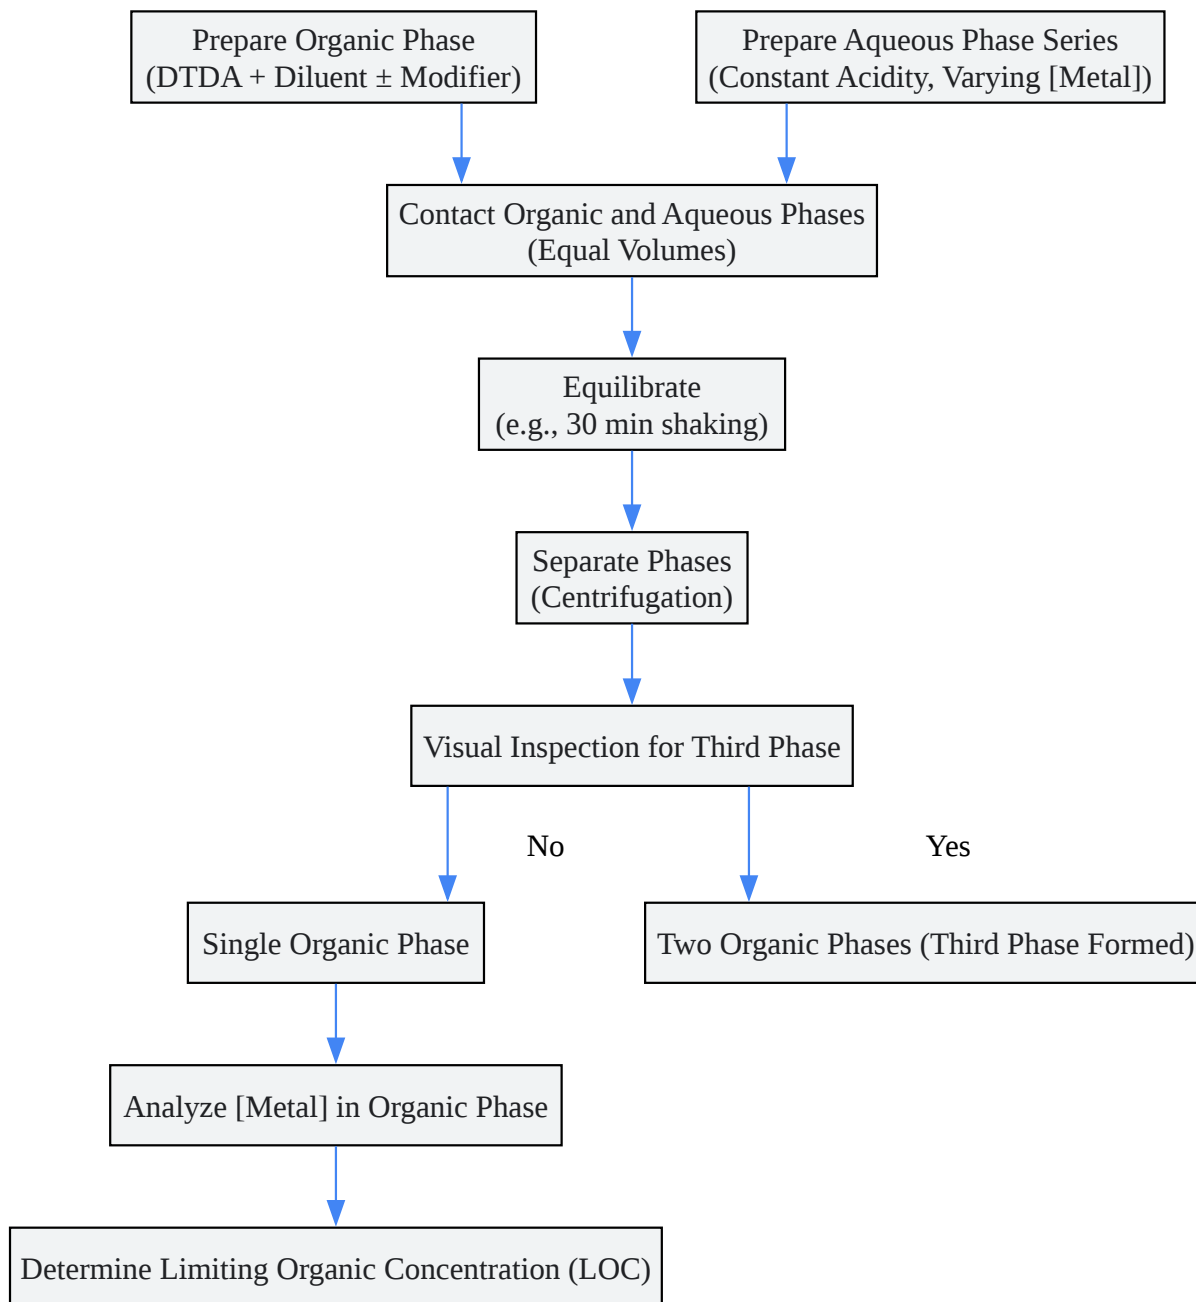 Prepare Organic Phase
(DTDA + Diluent ± Modifier)
Prepare Aqueous Phase Series
(Constant Acidity, Varying [Metal])
Contact Organic and Aqueous Phases
(Equal Volumes)
Equilibrate
(e.g., 30 min shaking)
Separate Phases
(Centrifugation)
Visual Inspection for Third Phase
No
Yes
Single Organic Phase
Two Organic Phases (Third Phase Formed)
Analyze [Metal] in Organic Phase
Determine Limiting Organic Concentration (LOC)